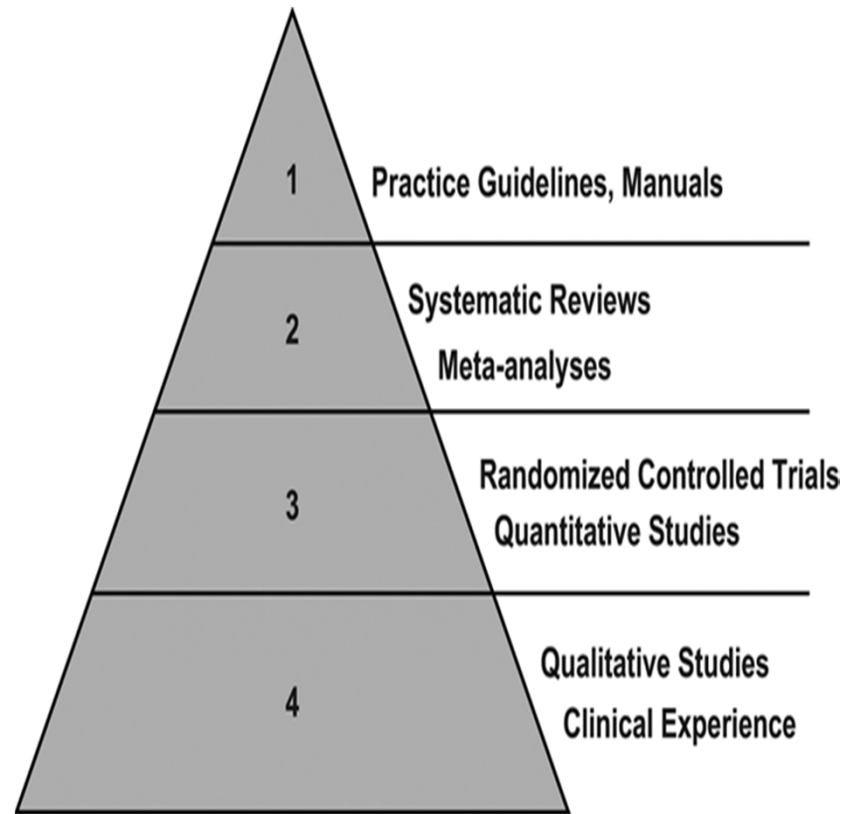 1
Practice Guidelines, Manuals
2
Systematic Reviews
Meta-analyses
3
Randomized Controlled Trials
Quantitative Studies
4
Qualitative Studies
Clinical Experience